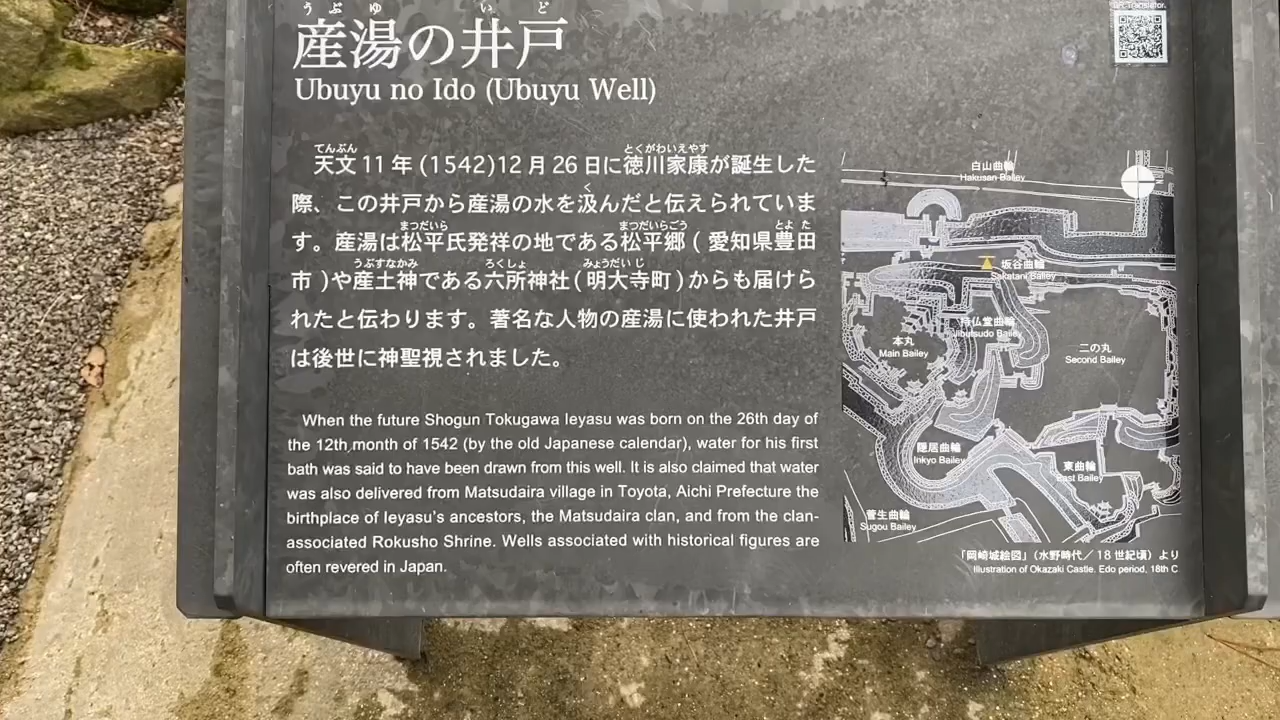 うぶゆ い ど
産湯の井戸
Ubuyu no Ido (Ubuyu Well)
てんぶん とくがわいえやす
天文11年(1542)12月26日に徳川家康が誕生した
く
際、この井戸から産湯の水を汲んだと伝えられていま
まつだいら まつだいらごう とよ た
す。産湯は松平氏発祥の地である松平郷(愛知県豊田
うぶすなかみ ろくしょ みょうだいじ
市)や産土神である六所神社(明大寺町)からも届けら
れたと伝わります。著名な人物の産湯に使われた井戸
は後世に神聖視されました。
When the future Shogun Tokugawa Ieyasu was born on the 26th day of
the 12th month of 1542 (by the old Japanese calendar), water for his first
bath was said to have been drawn from this well. It is also claimed that water
was also delivered from Matsudaira village in Toyota, Aichi Prefecture the
birthplace of Ieyasu's ancestors, the Matsudaira clan, and from the clan-
associated Rokusho Shrine. Wells associated with historical figures are
often revered in Japan.
QR Translator.
白山曲輪
Hakusan Bailey
坂谷曲輪
Sakatani Bailey
持仏堂曲輪
Jibutsudo Bailey
本丸
Main Bailey
二の丸
Second Bailey
隠居曲輪
Inkyo Bailey
東曲輪
East Bailey
菅生曲輪
Sugou Bailey
「岡崎城絵図」(水野時代/18世紀頃)より
Illustration of Okazaki Castle. Edo period, 18th C